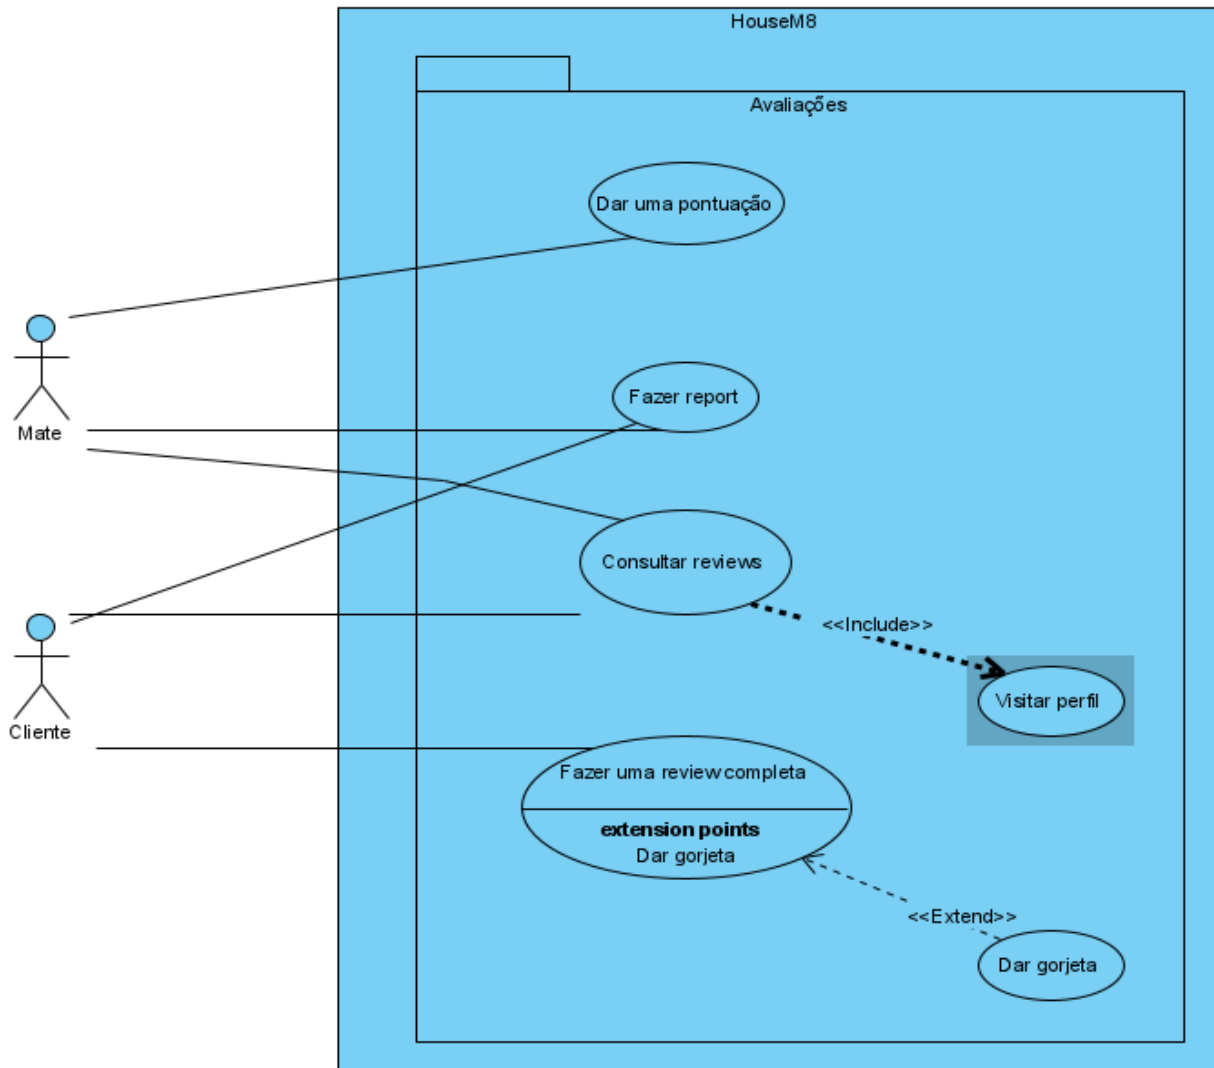 HouseM8
Avaliações
Dar uma pontuação
Fazer report
Mate
Consultar reviews
<<Include>>
Visitar perfil
Cliente
Fazer uma review completa
extension points
Dar gorjeta
<<Extend>>
Dar gorjeta